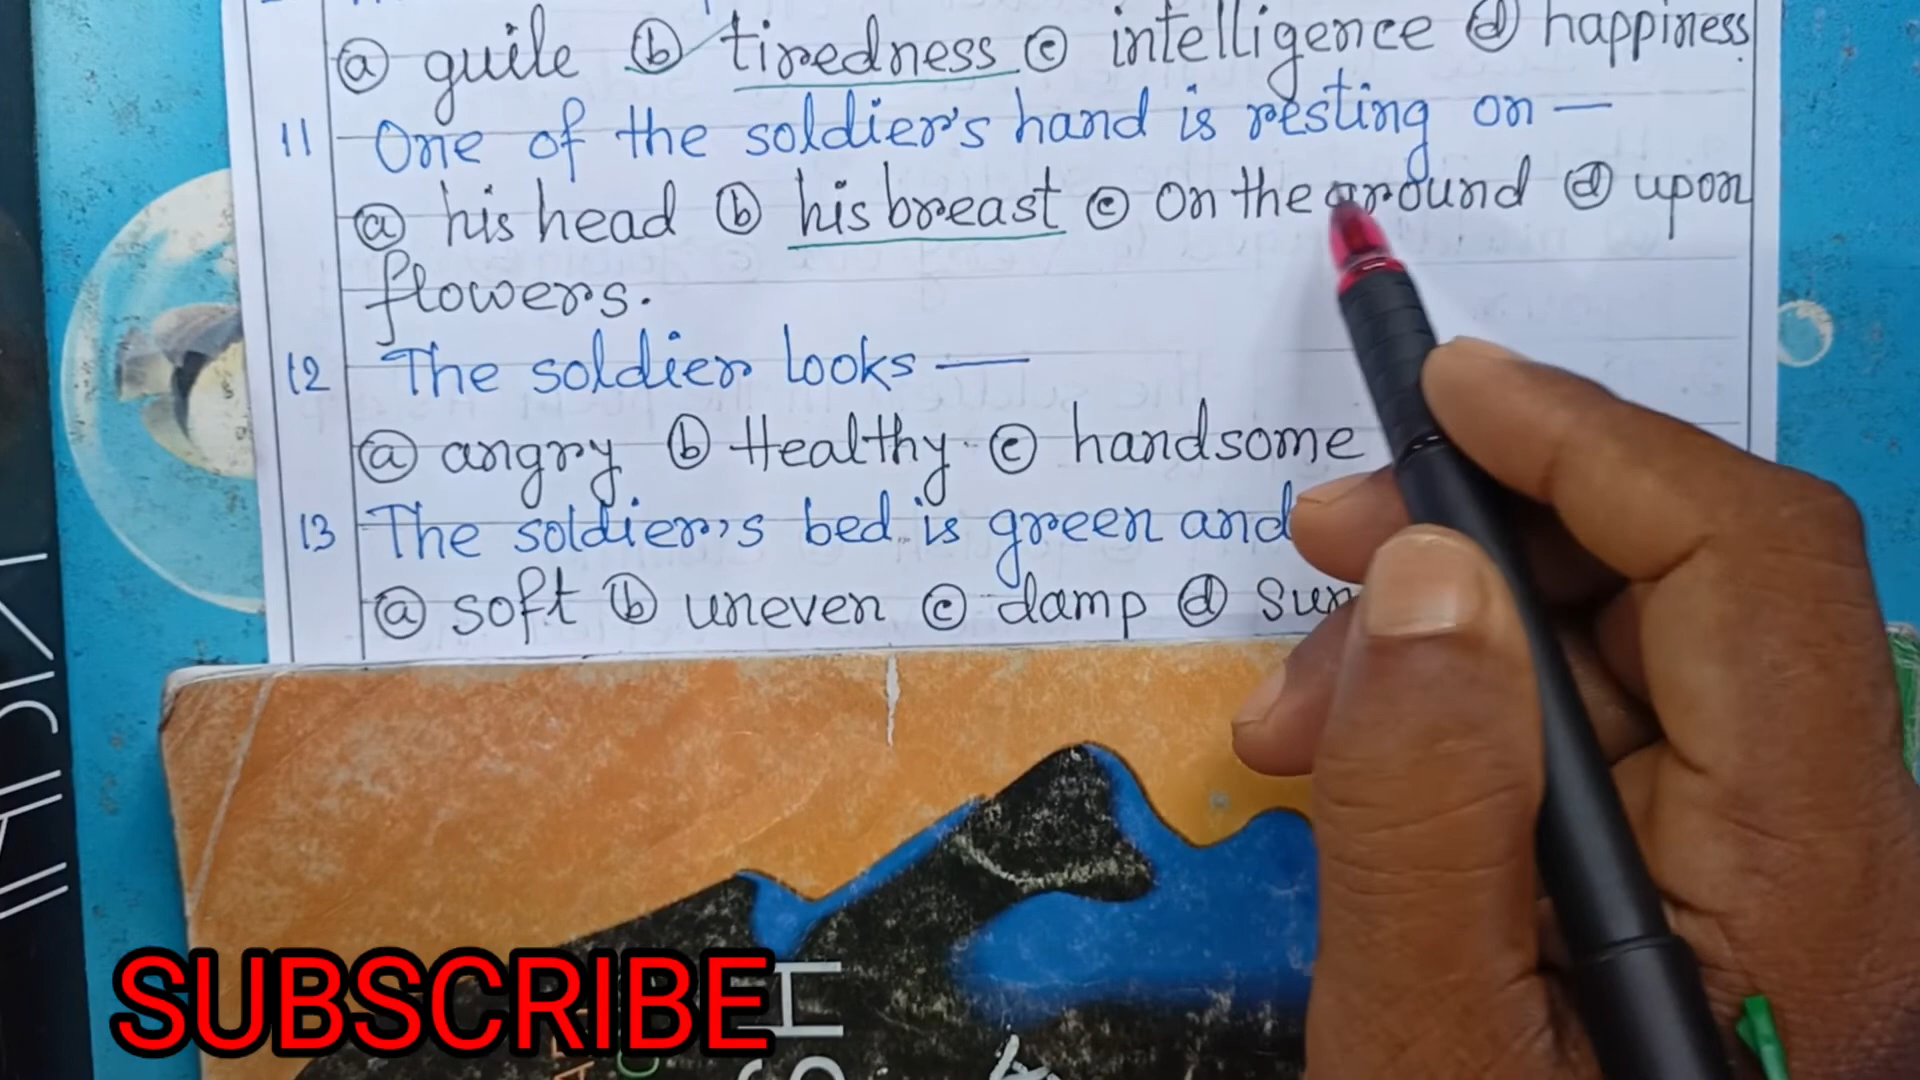 ⓐ guile ⓑ tiredness ⓒ intelligence ⓓ happiness
11 One of the soldier's hand is resting on —
ⓐ his head ⓑ his breast ⓒ on the ground ⓓ upon
flowers.
12 The soldier looks —
ⓐ angry ⓑ Healthy ⓒ handsome
13 The soldier's bed is green and
ⓐ soft ⓑ uneven ⓒ damp ⓓ
SUBSCRIBE